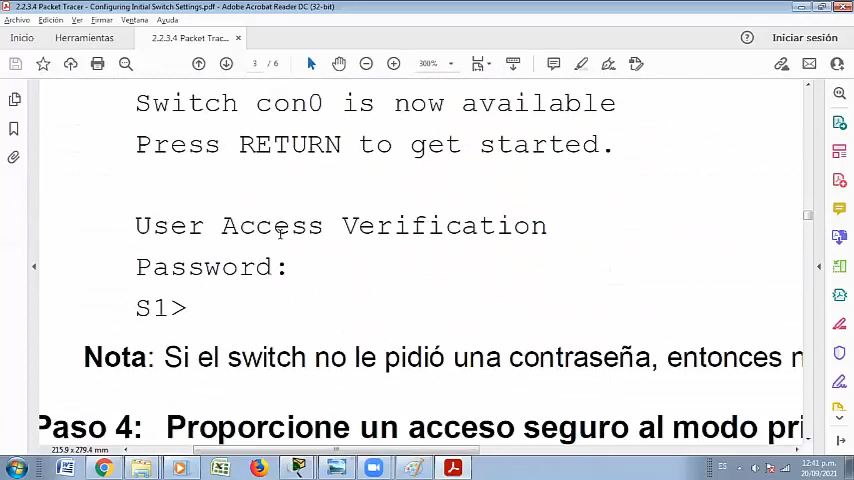 2.2.3.4 Packet Tracer - Configuring Initial Switch Settings.pdf - Adobe Acrobat Reader DC (32-bit)
Archivo Edición Ver Firmar Ventana Ayuda
Inicio Herramientas 2.2.3.4 Packet Trac... × Iniciar sesión
3 / 6 300%
Switch con0 is now available
Press RETURN to get started.
User Access Verification
Password:
S1>
Nota: Si el switch no le pidió una contraseña, entonces n
Paso 4: Proporcione un acceso seguro al modo pri
215.9 x 279.4 mm
ES 12:41 p.m.
20/09/2021